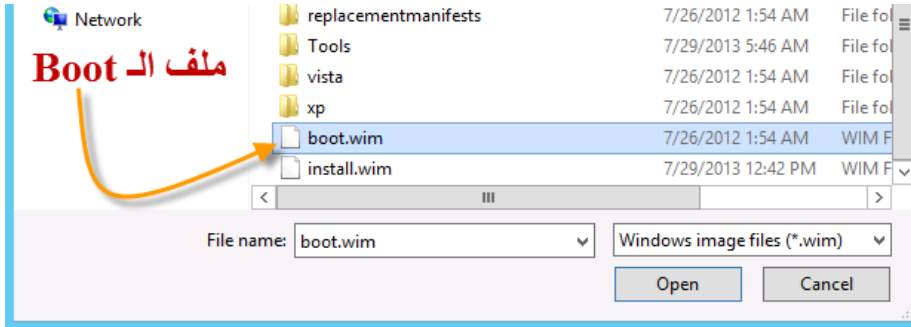 Network
replacementmanifests 7/26/2012 1:54 AM File fol
Tools 7/29/2013 5:46 AM File fol
ملف الـ Boot
vista 7/26/2012 1:54 AM File fol
xp 7/26/2012 1:54 AM File fol
boot.wim 7/26/2012 1:54 AM WIM F
install.wim 7/29/2013 12:42 PM WIM F
File name: boot.wim Windows image files (*.wim)
Open Cancel